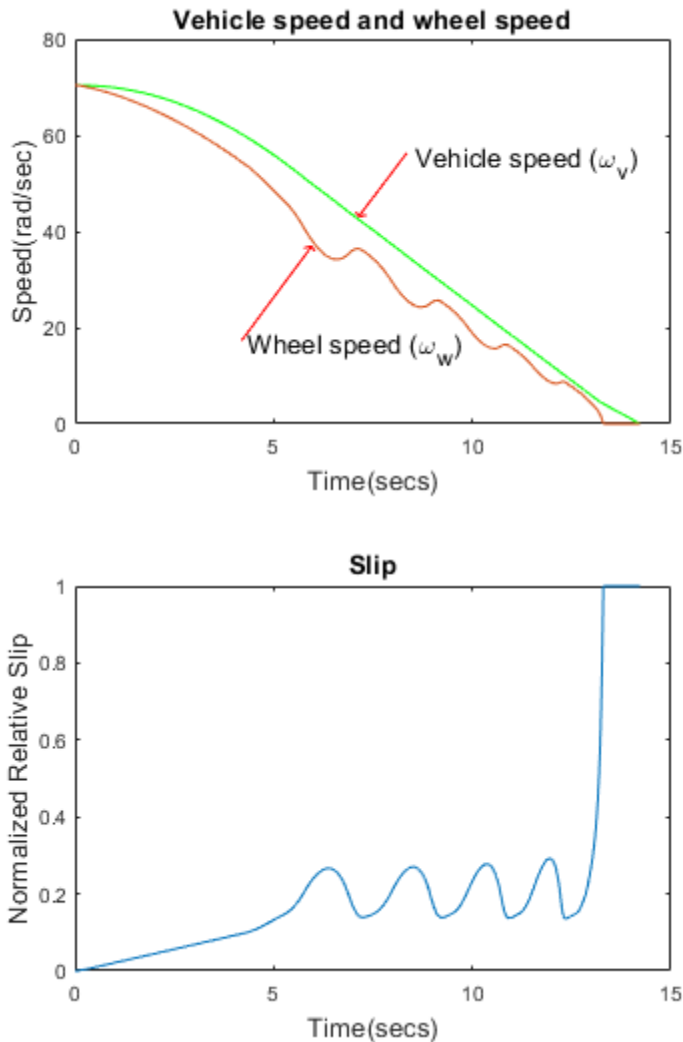 Vehicle speed and wheel speed
80
60
40
20
0
Speed(rad/sec)
Vehicle speed (ω_v)
Wheel speed (ω_w)
0 5 10 15
Time(secs)
Slip
1
0.8
0.6
0.4
0.2
0
Normalized Relative Slip
0 5 10 15
Time(secs)